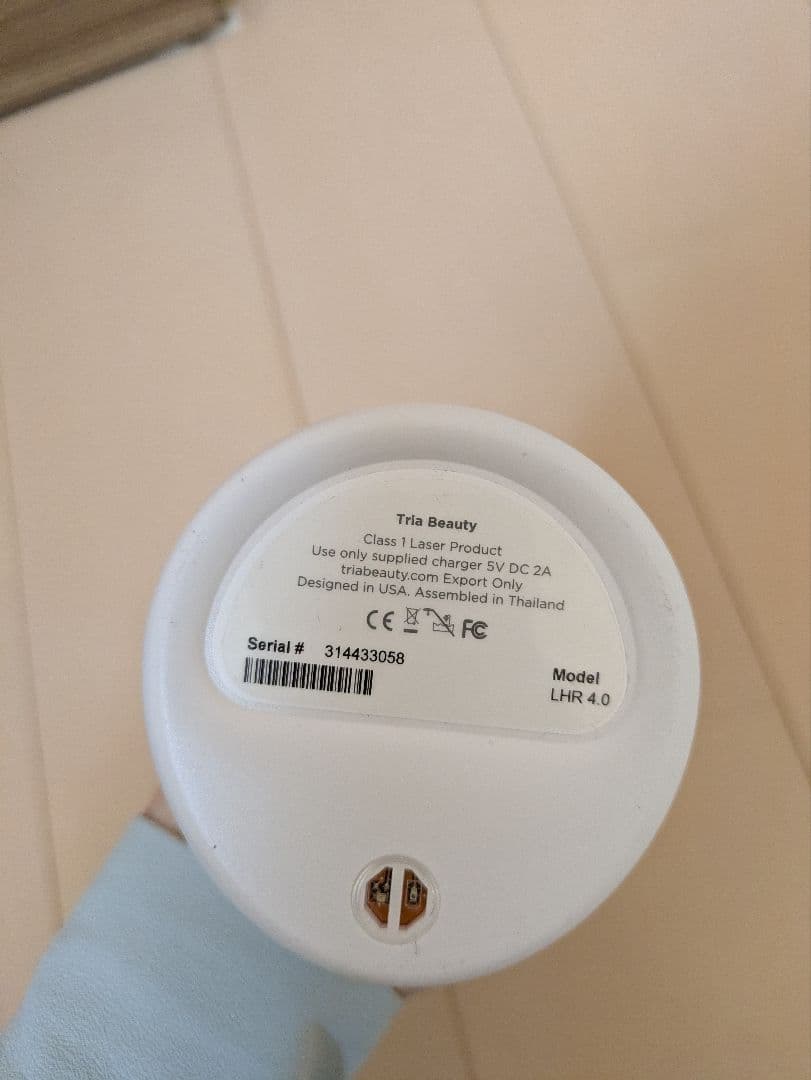 Tria Beauty
Class 1 Laser Product
Use only supplied charger 5V DC 2A
triabeauty.com Export Only
Designed in USA. Assembled in Thailand
CE FC
Serial # 314433058
Model
LHR 4.0